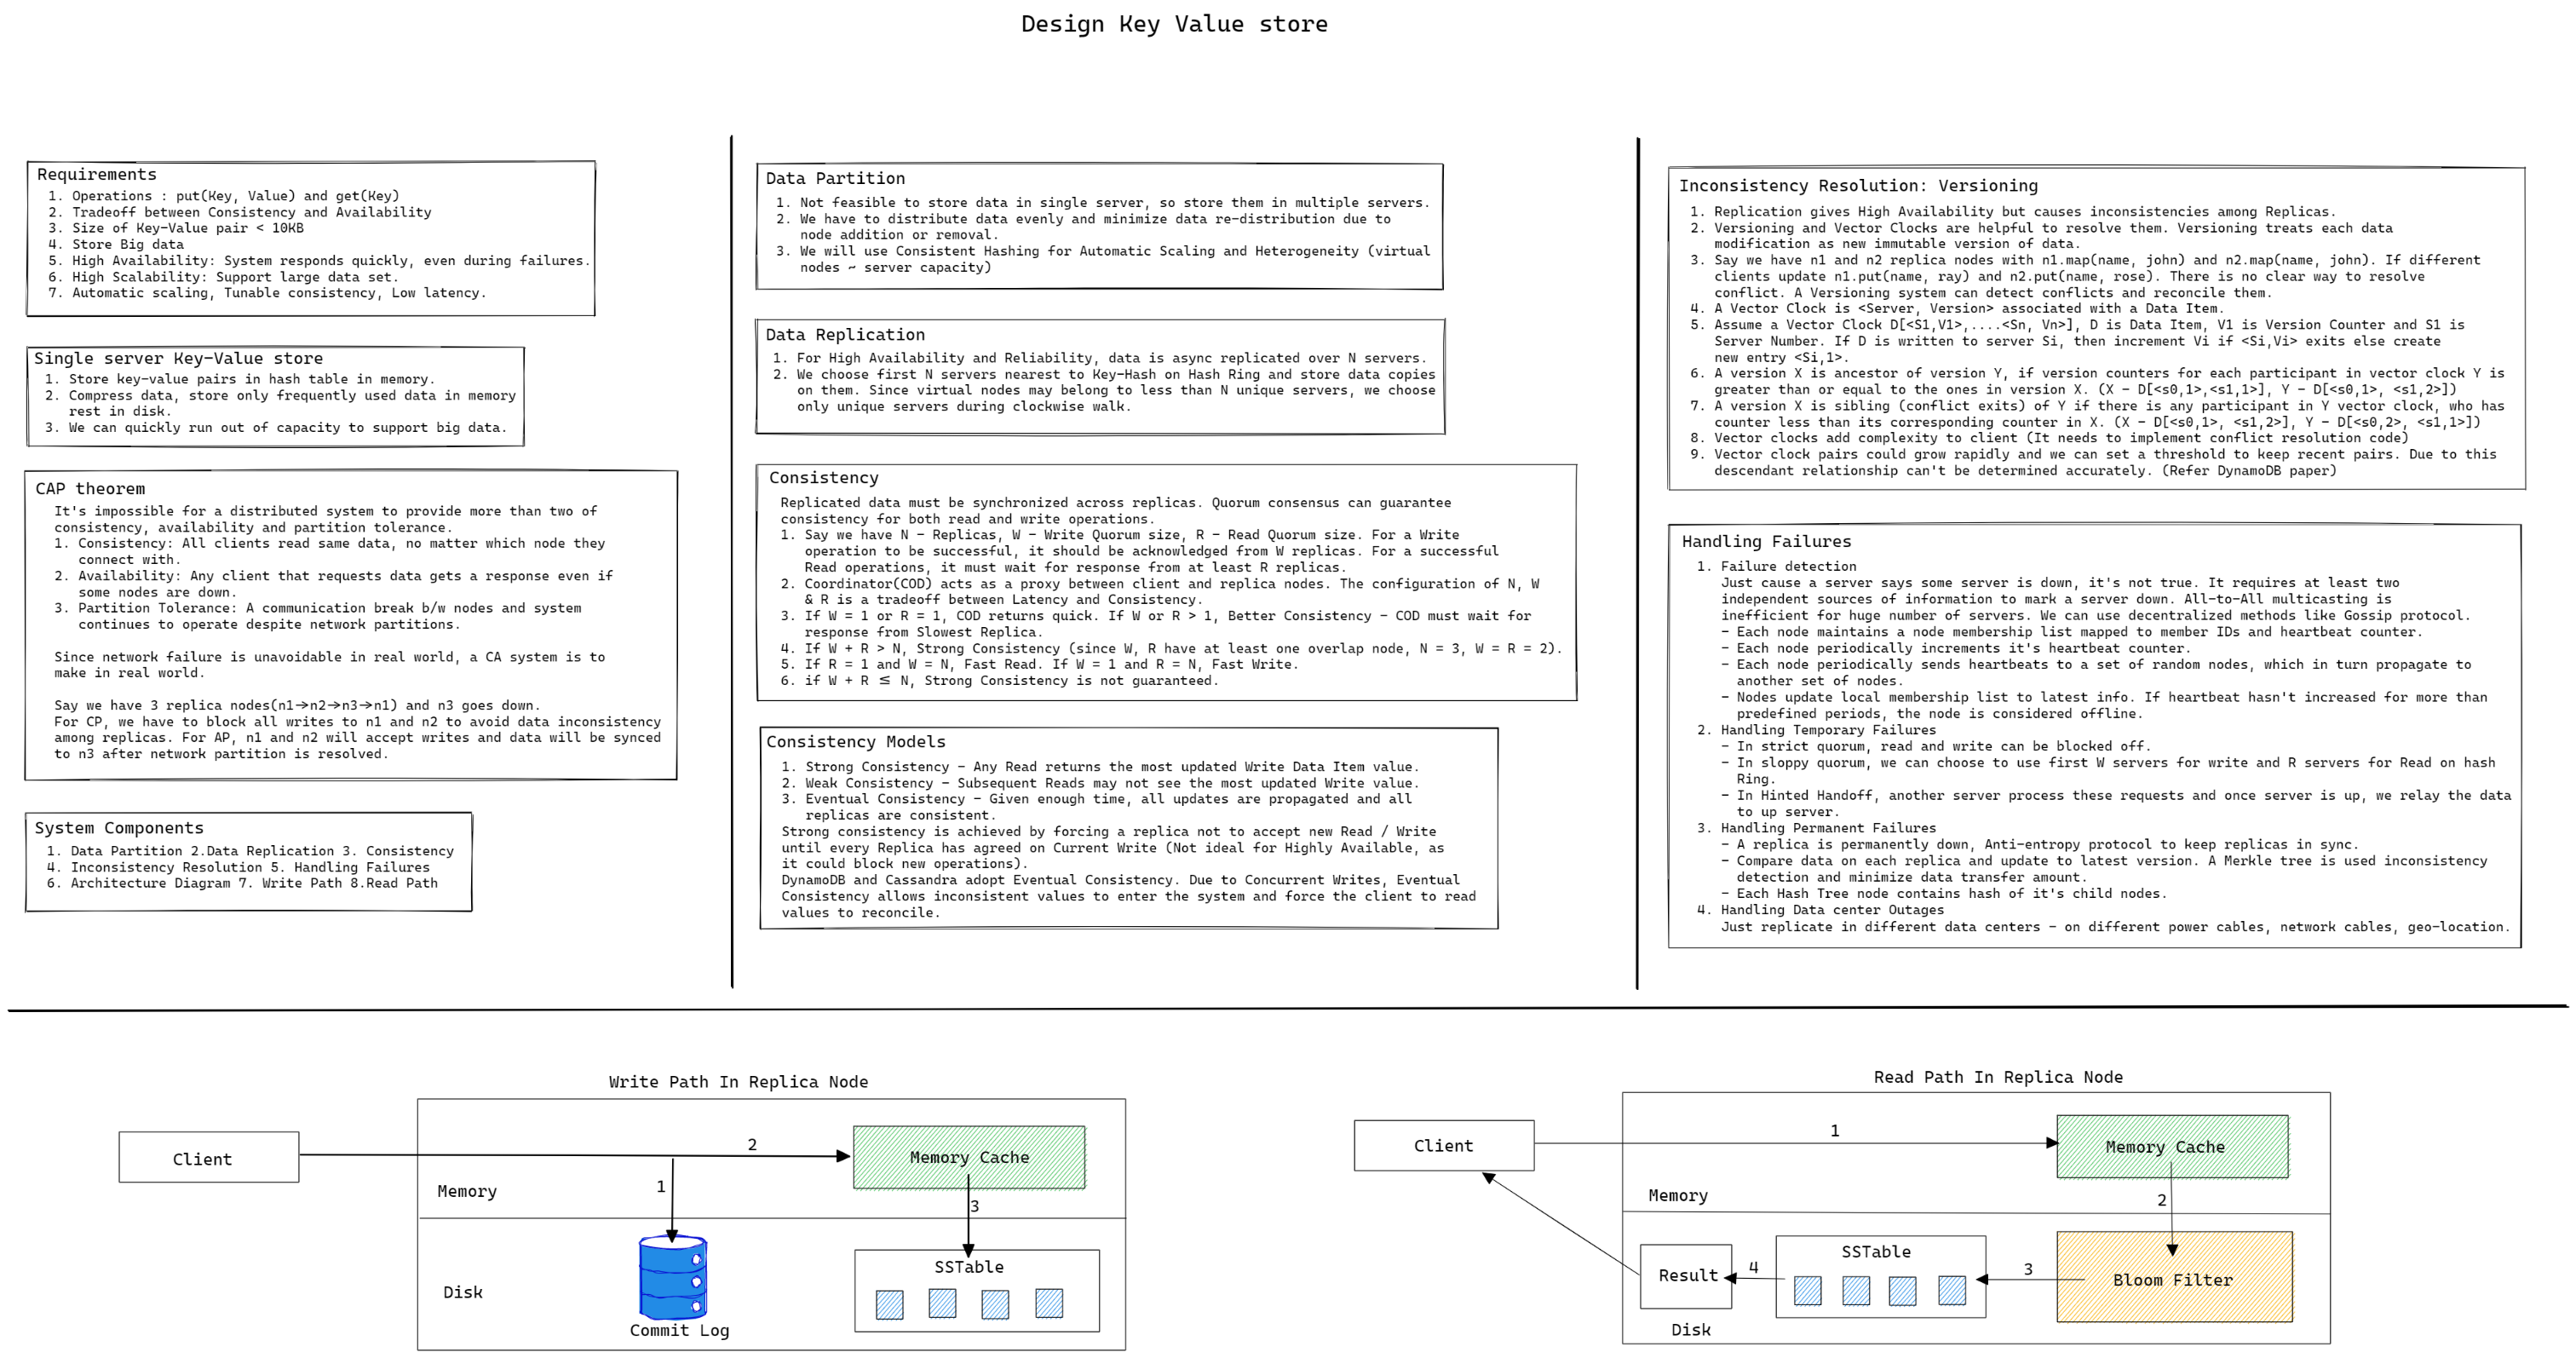 Design Key Value store
Requirements
1. Operations : put(Key, Value) and get(Key)
2. Tradeoff between Consistency and Availability
3. Size of Key-Value pair < 10KB
4. Store Big data
5. High Availability: System responds quickly, even during failures.
6. High Scalability: Support large data set.
7. Automatic scaling, Tunable consistency, Low latency.
Single server Key-Value store
1. Store key-value pairs in hash table in memory.
2. Compress data, store only frequently used data in memory
rest in disk.
3. We can quickly run out of capacity to support big data.
CAP theorem
It's impossible for a distributed system to provide more than two of
consistency, availability and partition tolerance.
1. Consistency: All clients read same data, no matter which node they
connect with.
2. Availability: Any client that requests data gets a response even if
some nodes are down.
3. Partition Tolerance: A communication break b/w nodes and system
continues to operate despite network partitions.
Since network failure is unavoidable in real world, a CA system is to
make in real world.
Say we have 3 replica nodes(n1→n2→n3→n1) and n3 goes down.
For CP, we have to block all writes to n1 and n2 to avoid data inconsistency
among replicas. For AP, n1 and n2 will accept writes and data will be synced
to n3 after network partition is resolved.
System Components
1. Data Partition 2.Data Replication 3. Consistency
4. Inconsistency Resolution 5. Handling Failures
6. Architecture Diagram 7. Write Path 8.Read Path
Data Partition
1. Not feasible to store data in single server, so store them in multiple servers.
2. We have to distribute data evenly and minimize data re-distribution due to
node addition or removal.
3. We will use Consistent Hashing for Automatic Scaling and Heterogeneity (virtual
nodes ~ server capacity)
Data Replication
1. For High Availability and Reliability, data is async replicated over N servers.
2. We choose first N servers nearest to Key-Hash on Hash Ring and store data copies
on them. Since virtual nodes may belong to less than N unique servers, we choose
only unique servers during clockwise walk.
Consistency
Replicated data must be synchronized across replicas. Quorum consensus can guarantee
consistency for both read and write operations.
1. Say we have N - Replicas, W - Write Quorum size, R - Read Quorum size. For a Write
operation to be successful, it should be acknowledged from W replicas. For a successful
Read operations, it must wait for response from at least R replicas.
2. Coordinator(COD) acts as a proxy between client and replica nodes. The configuration of N, W
& R is a tradeoff between Latency and Consistency.
3. If W = 1 or R = 1, COD returns quick. If W or R > 1, Better Consistency - COD must wait for
response from Slowest Replica.
4. If W + R > N, Strong Consistency (since W, R have at least one overlap node, N = 3, W = R = 2).
5. If R = 1 and W = N, Fast Read. If W = 1 and R = N, Fast Write.
6. if W + R ≤ N, Strong Consistency is not guaranteed.
Consistency Models
1. Strong Consistency - Any Read returns the most updated Write Data Item value.
2. Weak Consistency - Subsequent Reads may not see the most updated Write value.
3. Eventual Consistency - Given enough time, all updates are propagated and all
replicas are consistent.
Strong consistency is achieved by forcing a replica not to accept new Read / Write
until every Replica has agreed on Current Write (Not ideal for Highly Available, as
it could block new operations).
DynamoDB and Cassandra adopt Eventual Consistency. Due to Concurrent Writes, Eventual
Consistency allows inconsistent values to enter the system and force the client to read
values to reconcile.
Inconsistency Resolution: Versioning
1. Replication gives High Availability but causes inconsistencies among Replicas.
2. Versioning and Vector Clocks are helpful to resolve them. Versioning treats each data
modification as new immutable version of data.
3. Say we have n1 and n2 replica nodes with n1.map(name, john) and n2.map(name, john). If different
clients update n1.put(name, ray) and n2.put(name, rose). There is no clear way to resolve
conflict. A Versioning system can detect conflicts and reconcile them.
4. A Vector Clock is <Server, Version> associated with a Data Item.
5. Assume a Vector Clock D[<S1,V1>,....<Sn, Vn>], D is Data Item, V1 is Version Counter and S1 is
Server Number. If D is written to server Si, then increment Vi if <Si,Vi> exits else create
new entry <Si,1>.
6. A version X is ancestor of version Y, if version counters for each participant in vector clock Y is
greater than or equal to the ones in version X. (X - D[<s0,1>,<s1,1>], Y - D[<s0,1>, <s1,2>])
7. A version X is sibling (conflict exits) of Y if there is any participant in Y vector clock, who has
counter less than its corresponding counter in X. (X - D[<s0,1>, <s1,2>], Y - D[<s0,2>, <s1,1>])
8. Vector clocks add complexity to client (It needs to implement conflict resolution code)
9. Vector clock pairs could grow rapidly and we can set a threshold to keep recent pairs. Due to this
descendant relationship can't be determined accurately. (Refer DynamoDB paper)
Handling Failures
1. Failure detection
Just cause a server says some server is down, it's not true. It requires at least two
independent sources of information to mark a server down. All-to-All multicasting is
inefficient for huge number of servers. We can use decentralized methods like Gossip protocol.
- Each node maintains a node membership list mapped to member IDs and heartbeat counter.
- Each node periodically increments it's heartbeat counter.
- Each node periodically sends heartbeats to a set of random nodes, which in turn propagate to
another set of nodes.
- Nodes update local membership list to latest info. If heartbeat hasn't increased for more than
predefined periods, the node is considered offline.
2. Handling Temporary Failures
- In strict quorum, read and write can be blocked off.
- In sloppy quorum, we can choose to use first W servers for write and R servers for Read on hash
Ring.
- In Hinted Handoff, another server process these requests and once server is up, we relay the data
to up server.
3. Handling Permanent Failures
- A replica is permanently down, Anti-entropy protocol to keep replicas in sync.
- Compare data on each replica and update to latest version. A Merkle tree is used inconsistency
detection and minimize data transfer amount.
- Each Hash Tree node contains hash of it's child nodes.
4. Handling Data center Outages
Just replicate in different data centers - on different power cables, network cables, geo-location.
Write Path In Replica Node
Client
2
Memory Cache
1
Memory
3
SSTable
Disk
Commit Log
Read Path In Replica Node
Client
1
Memory Cache
Memory
2
SSTable
Result
4
3
Bloom Filter
Disk